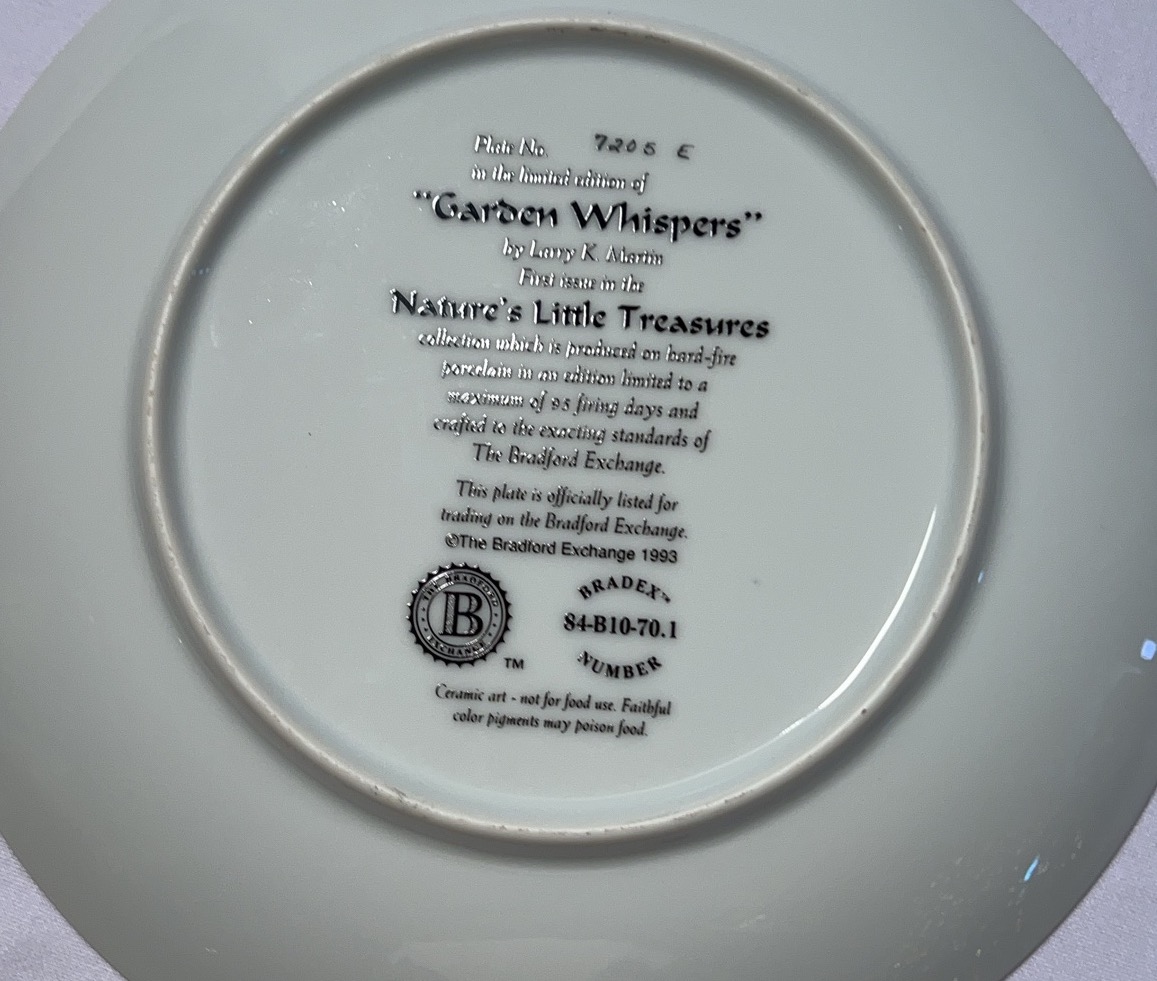 Plate No. 7205 E
in the limited edition of
"Garden Whispers"
by Larry K. Martin
First issue in the
Nature's Little Treasures
collection which is produced on hard-fire
porcelain in an edition limited to a
maximum of 95 firing days and
crafted to the exacting standards of
The Bradford Exchange.
This plate is officially listed for
trading on the Bradford Exchange.
©The Bradford Exchange 1993
THE BRADFORD
B
EXCHANGE
TM
BRADEX™
84-B10-70.1
NUMBER
Ceramic art - not for food use. Faithful
color pigments may poison food.